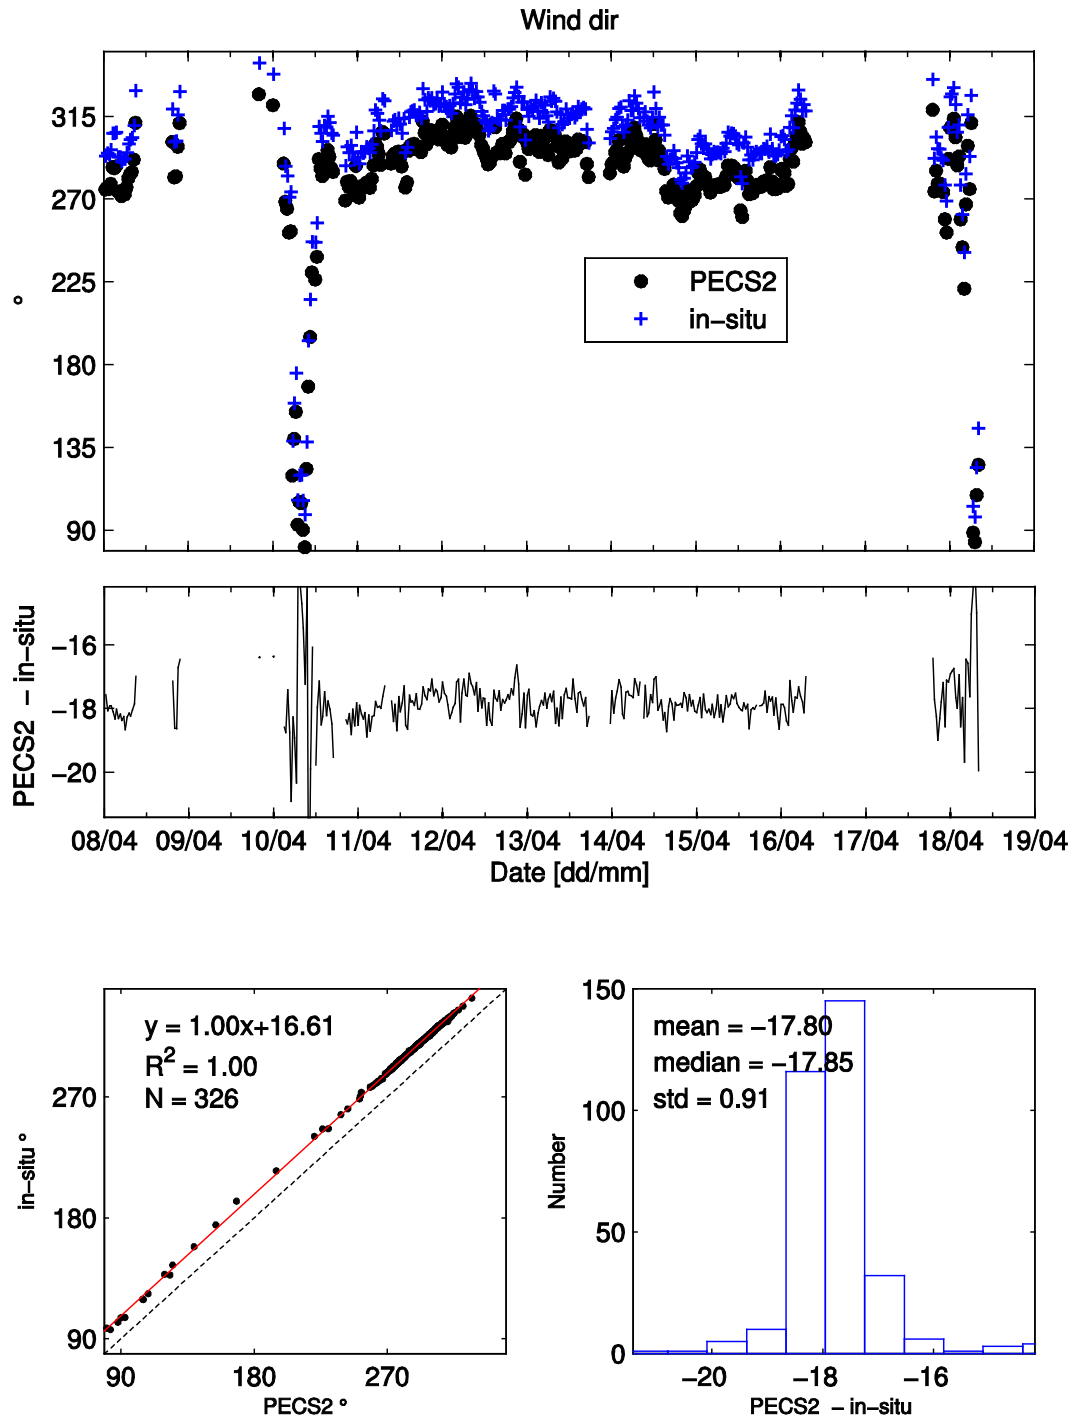 Wind dir
315
270
225
180
135
90
°
PECS2
in−situ
−16
−18
−20
PECS2 − in−situ
08/04 09/04 10/04 11/04 12/04 13/04 14/04 15/04 16/04 17/04 18/04 19/04
Date [dd/mm]
y = 1.00x+16.61
R² = 1.00
N = 326
270
180
90
in−situ °
90 180 270
PECS2 °
mean = −17.80
median = −17.85
std = 0.91
150
100
50
0
Number
−20 −18 −16
PECS2 − in−situ